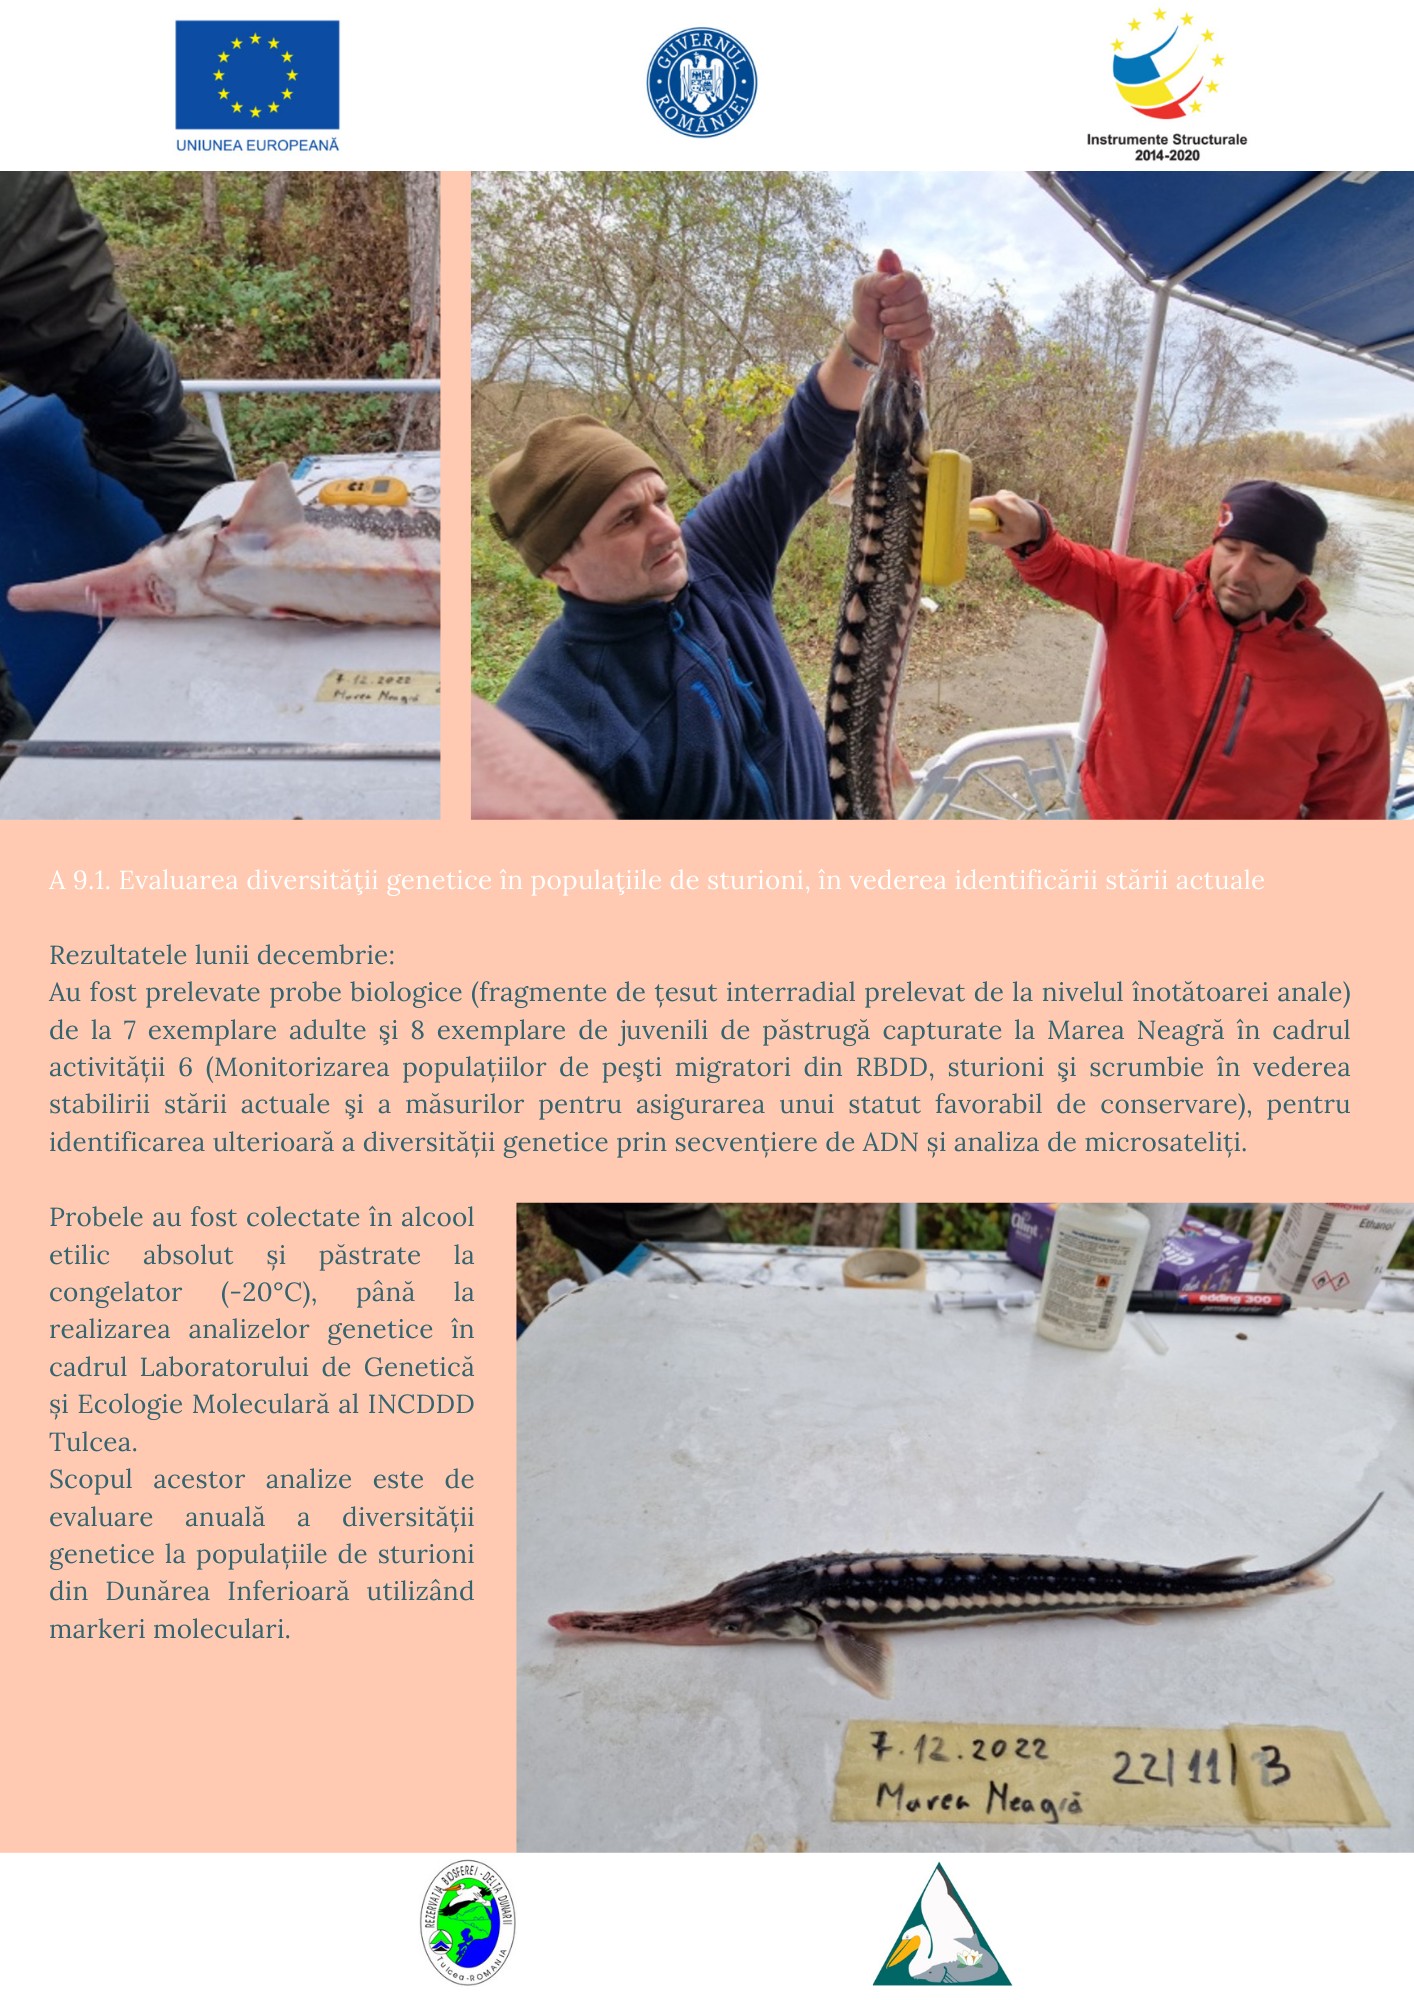 UNIUNEA EUROPEANĂ
GUVERNUL ROMÂNIEI
Instrumente Structurale
2014-2020
7.12.2022
Marea Neagră
A 9.1. Evaluarea diversităţii genetice în populaţiile de sturioni, în vederea identificării stării actuale
Rezultatele lunii decembrie:
Au fost prelevate probe biologice (fragmente de țesut interradial prelevat de la nivelul înotătoarei anale)
de la 7 exemplare adulte şi 8 exemplare de juvenili de păstrugă capturate la Marea Neagră în cadrul
activității 6 (Monitorizarea populațiilor de peşti migratori din RBDD, sturioni şi scrumbie în vederea
stabilirii stării actuale şi a măsurilor pentru asigurarea unui statut favorabil de conservare), pentru
identificarea ulterioară a diversității genetice prin secvențiere de ADN și analiza de microsateliți.
Probele au fost colectate în alcool
etilic absolut și păstrate la
congelator (-20°C), până la
realizarea analizelor genetice în
cadrul Laboratorului de Genetică
și Ecologie Moleculară al INCDDD
Tulcea.
Scopul acestor analize este de
evaluare anuală a diversității
genetice la populațiile de sturioni
din Dunărea Inferioară utilizând
markeri moleculari.
Ethanol
edding 300
permanent marker
7.12.2022 22/11/3
Marea Neagră
REZERVAȚIA BIOSFEREI - DELTA DUNĂRII
Tulcea-ROMANIA